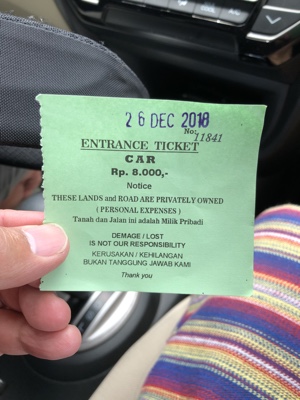 26 DEC 2018
No: 11841
ENTRANCE TICKET
CAR
Rp. 8.000,-
Notice
THESE LANDS and ROAD ARE PRIVATELY OWNED
( PERSONAL EXPENSES )
Tanah dan Jalan ini adalah Milik Pribadi
DEMAGE / LOST
IS NOT OUR RESPONSIBILITY
KERUSAKAN / KEHILANGAN
BUKAN TANGGUNG JAWAB KAMI
Thank you